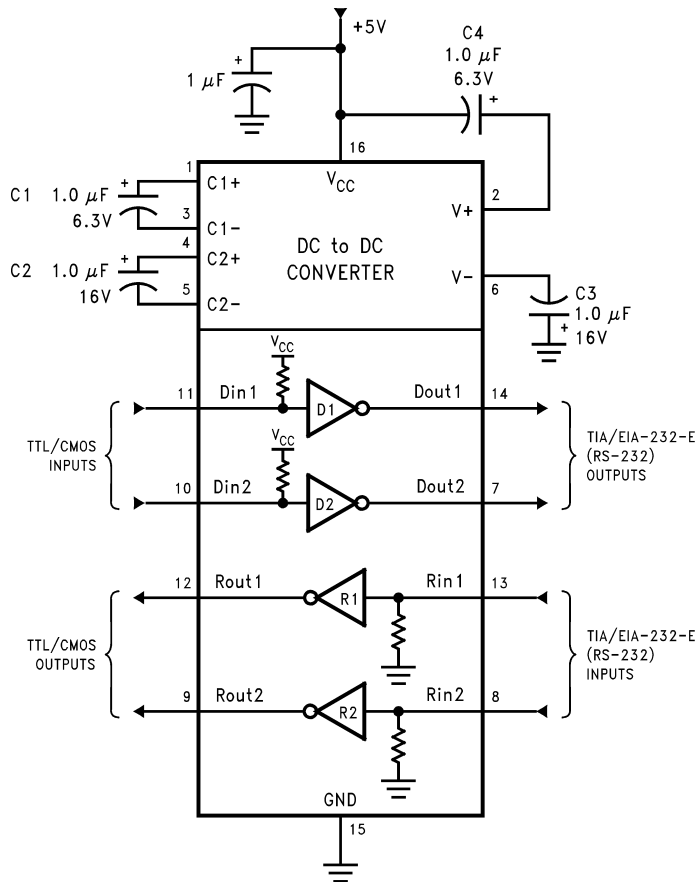 +5V
C4
1.0 μF
6.3V
+
+
1 μF
16
VCC
1
C1+
C1 1.0 μF
6.3V
+
3
C1-
4
C2+
C2 1.0 μF
16V
+
5
C2-
DC to DC
CONVERTER
2
V+
V-
6
C3
1.0 μF
+ 16V
VCC
11
Din1
D1
Dout1
14
TTL/CMOS
INPUTS
TIA/EIA-232-E
(RS-232)
OUTPUTS
VCC
10
Din2
D2
Dout2
7
12
Rout1
R1
Rin1
13
TTL/CMOS
OUTPUTS
TIA/EIA-232-E
(RS-232)
INPUTS
9
Rout2
R2
Rin2
8
GND
15